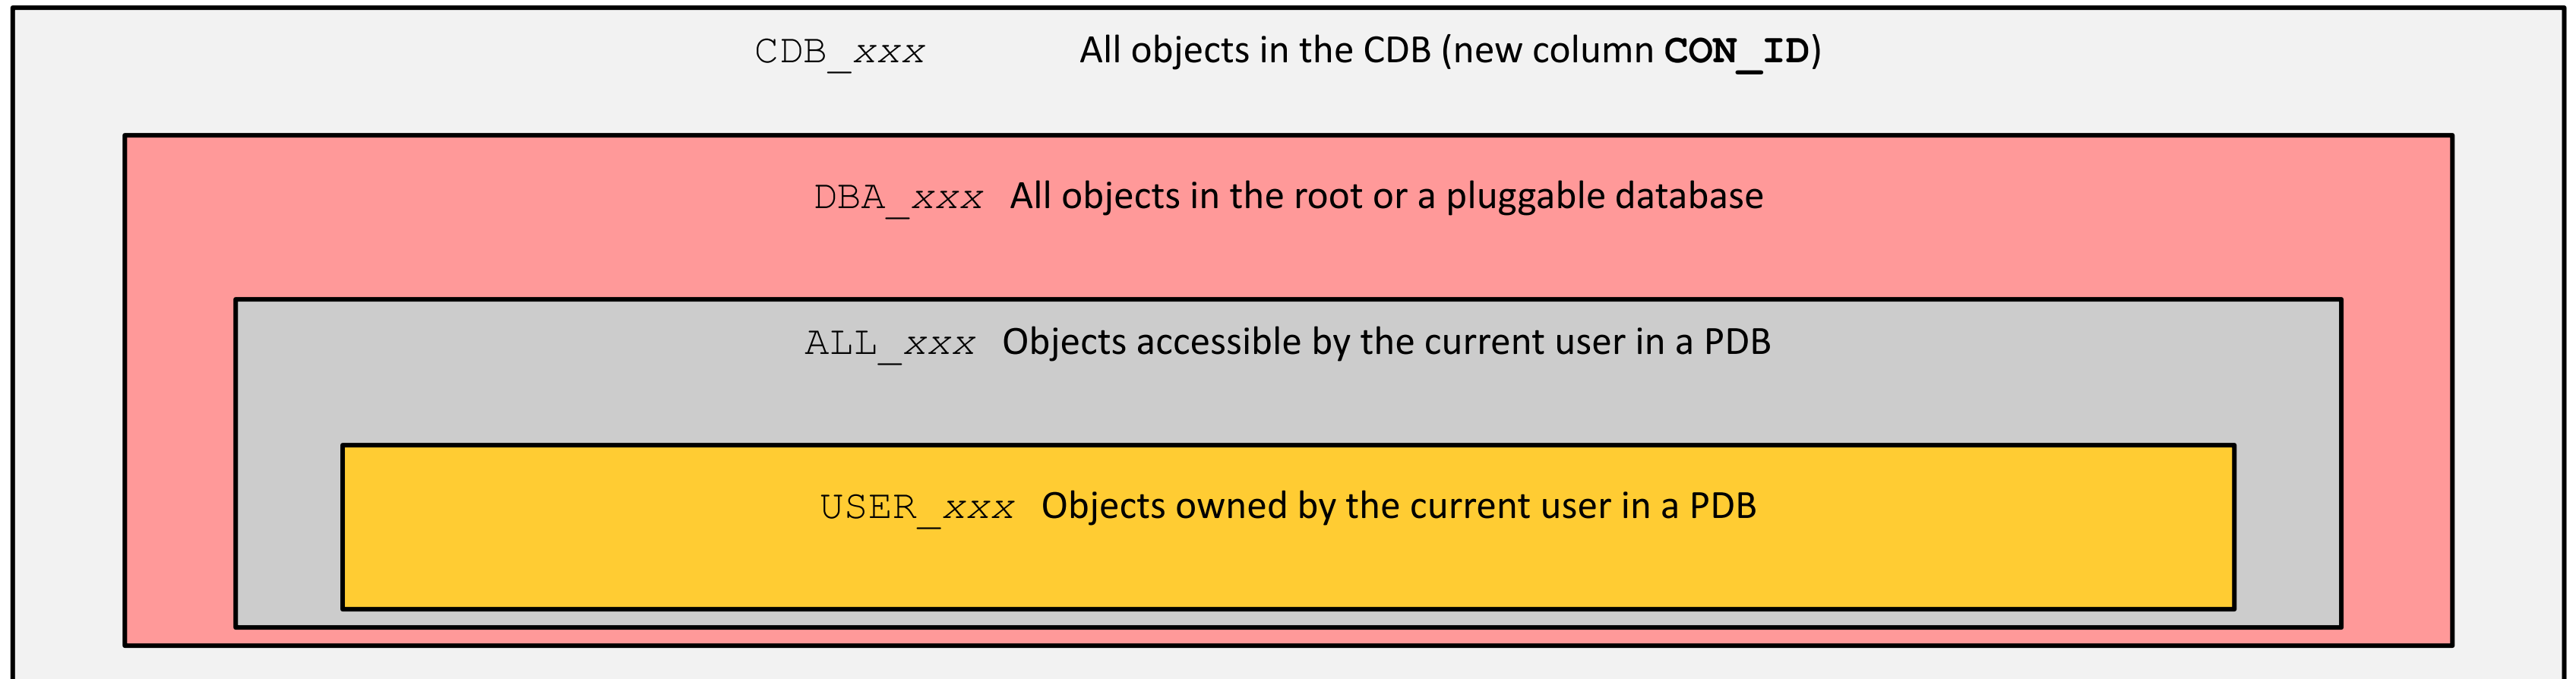 CDB_xxx All objects in the CDB (new column CON_ID)
DBA_xxx All objects in the root or a pluggable database
ALL_xxx Objects accessible by the current user in a PDB
USER_xxx Objects owned by the current user in a PDB